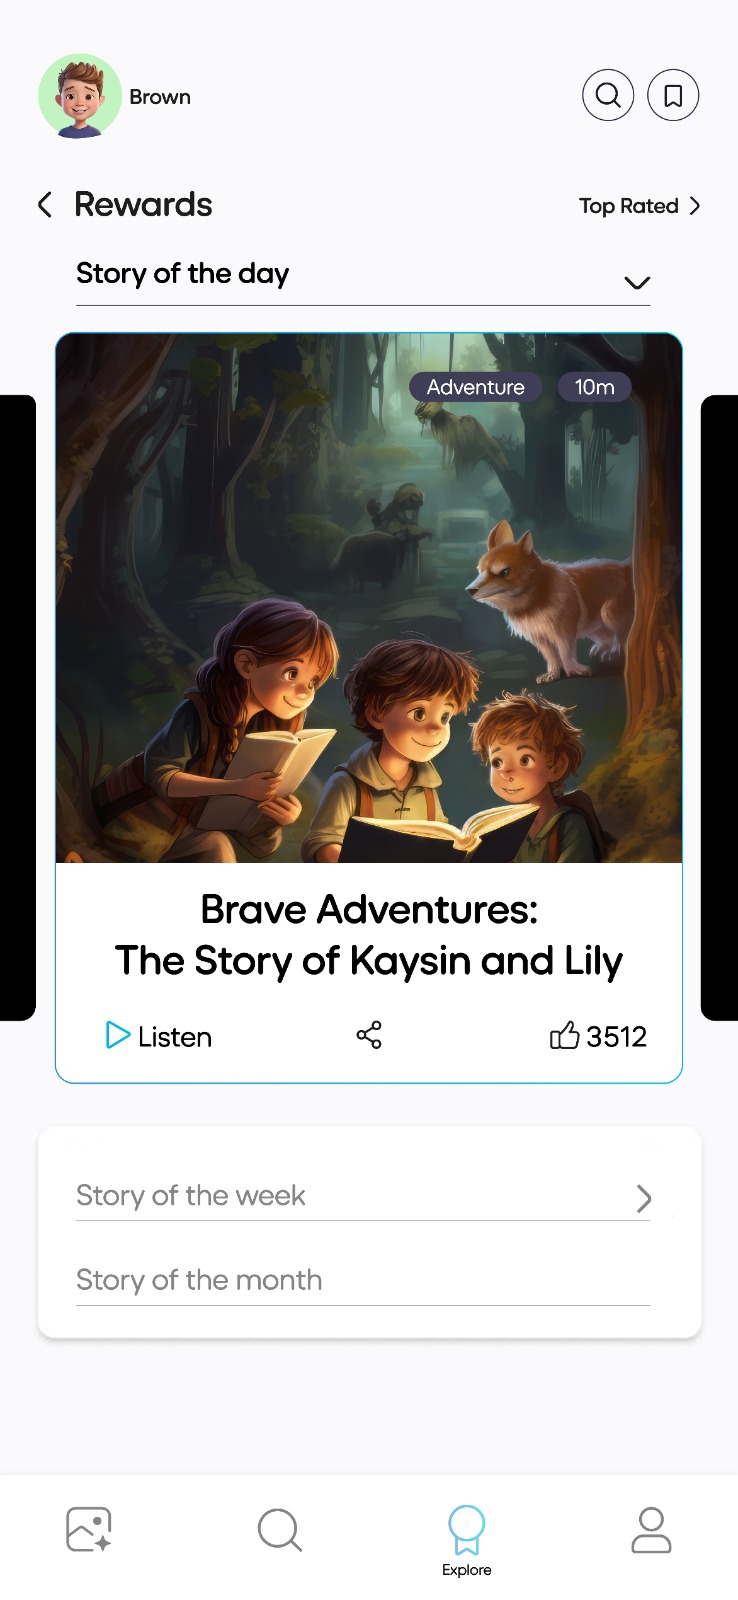 Brown
Rewards
Top Rated
Story of the day
Adventure
10m
Brave Adventures:
The Story of Kaysin and Lily
Listen
3512
Story of the week
Story of the month
Explore